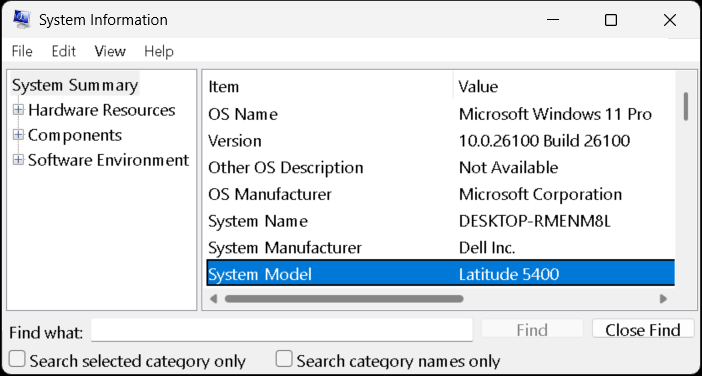 System Information
File Edit View Help
System Summary
Hardware Resources
Components
Software Environment
Item Value
OS Name Microsoft Windows 11 Pro
Version 10.0.26100 Build 26100
Other OS Description Not Available
OS Manufacturer Microsoft Corporation
System Name DESKTOP-RMENM8L
System Manufacturer Dell Inc.
System Model Latitude 5400
Find what: Find Close Find
Search selected category only Search category names only